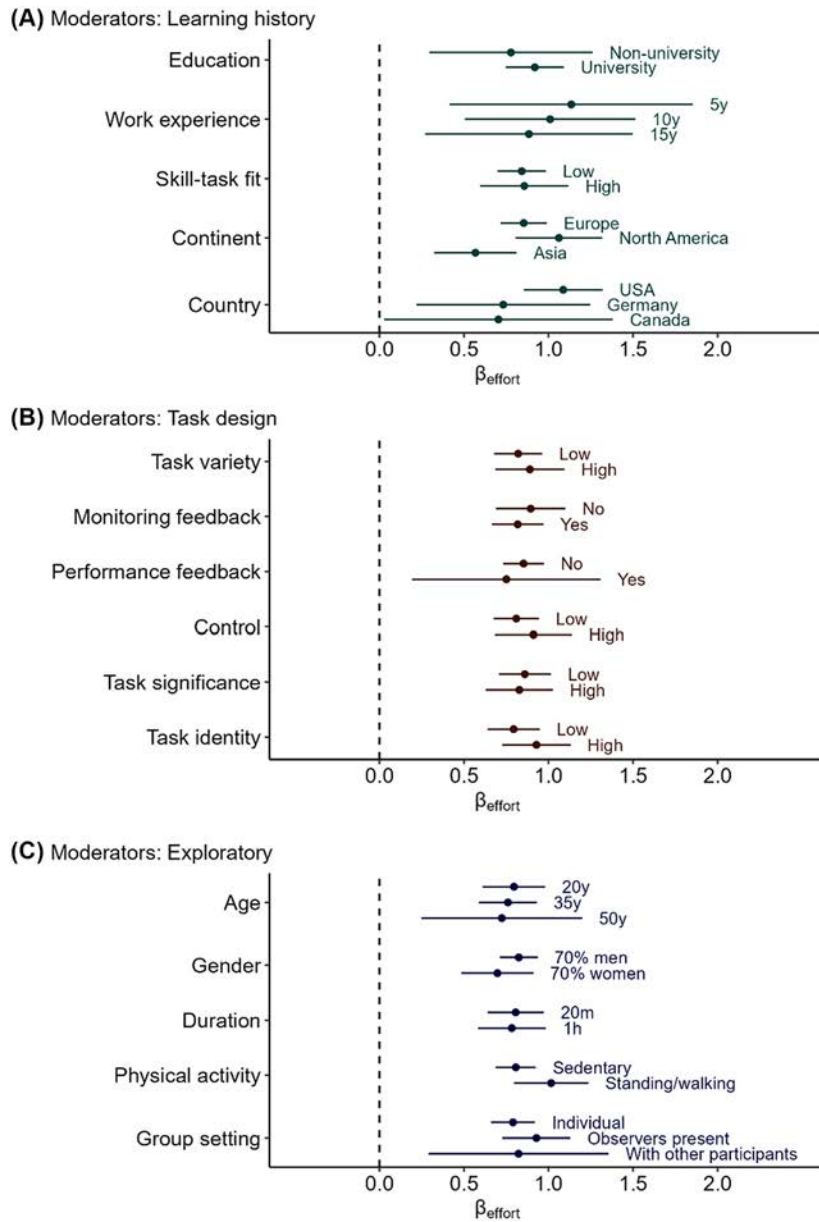 (A) Moderators: Learning history
Education
Non-university
University
Work experience
5y
10y
15y
Skill-task fit
Low
High
Continent
Europe
North America
Asia
Country
USA
Germany
Canada
0.0 0.5 1.0 1.5 2.0
βeffort
(B) Moderators: Task design
Task variety
Low
High
Monitoring feedback
No
Yes
Performance feedback
No
Yes
Control
Low
High
Task significance
Low
High
Task identity
Low
High
0.0 0.5 1.0 1.5 2.0
βeffort
(C) Moderators: Exploratory
Age
20y
35y
50y
Gender
70% men
70% women
Duration
20m
1h
Physical activity
Sedentary
Standing/walking
Group setting
Individual
Observers present
With other participants
0.0 0.5 1.0 1.5 2.0
βeffort